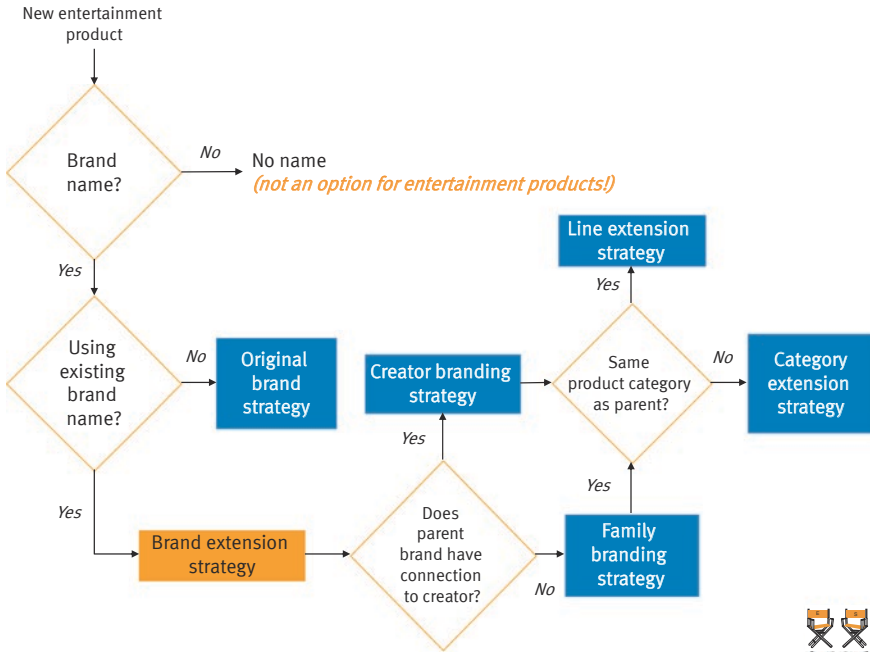 New entertainment
product
Brand
name?
No
No name
(not an option for entertainment products!)
Yes
Using
existing
brand
name?
No
Original
brand
strategy
Yes
Brand extension
strategy
Does
parent
brand have
connection
to creator?
Yes
Creator branding
strategy
No
Family
branding
strategy
Yes
Same
product category
as parent?
Yes
Line extension
strategy
No
Category
extension
strategy
E
S